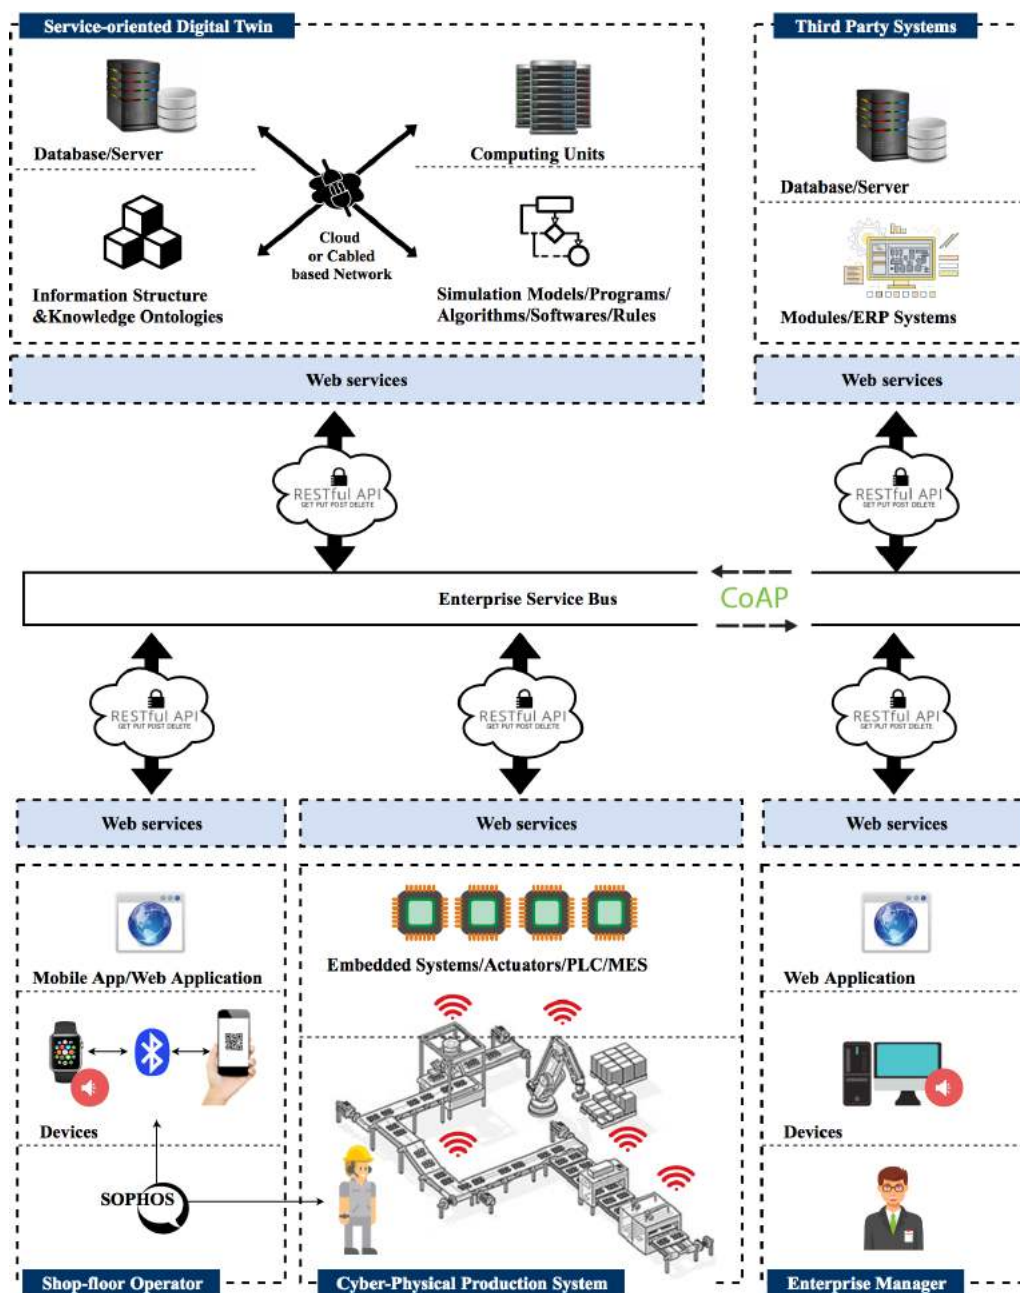 Service-oriented Digital Twin
Third Party Systems
Database/Server
Computing Units
Database/Server
Cloud
or Cabled
based Network
Information Structure
&Knowledge Ontologies
Simulation Models/Programs/
Algorithms/Softwares/Rules
Modules/ERP Systems
Web services
Web services
RESTful API
GET PUT POST DELETE
RESTful API
GET PUT POST DELETE
Enterprise Service Bus
CoAP
RESTful API
GET PUT POST DELETE
RESTful API
GET PUT POST DELETE
RESTful API
GET PUT POST DELETE
Web services
Web services
Web services
Mobile App/Web Application
Embedded Systems/Actuators/PLC/MES
Web Application
Devices
Devices
SOPHOS
Shop-floor Operator
Cyber-Physical Production System
Enterprise Manager